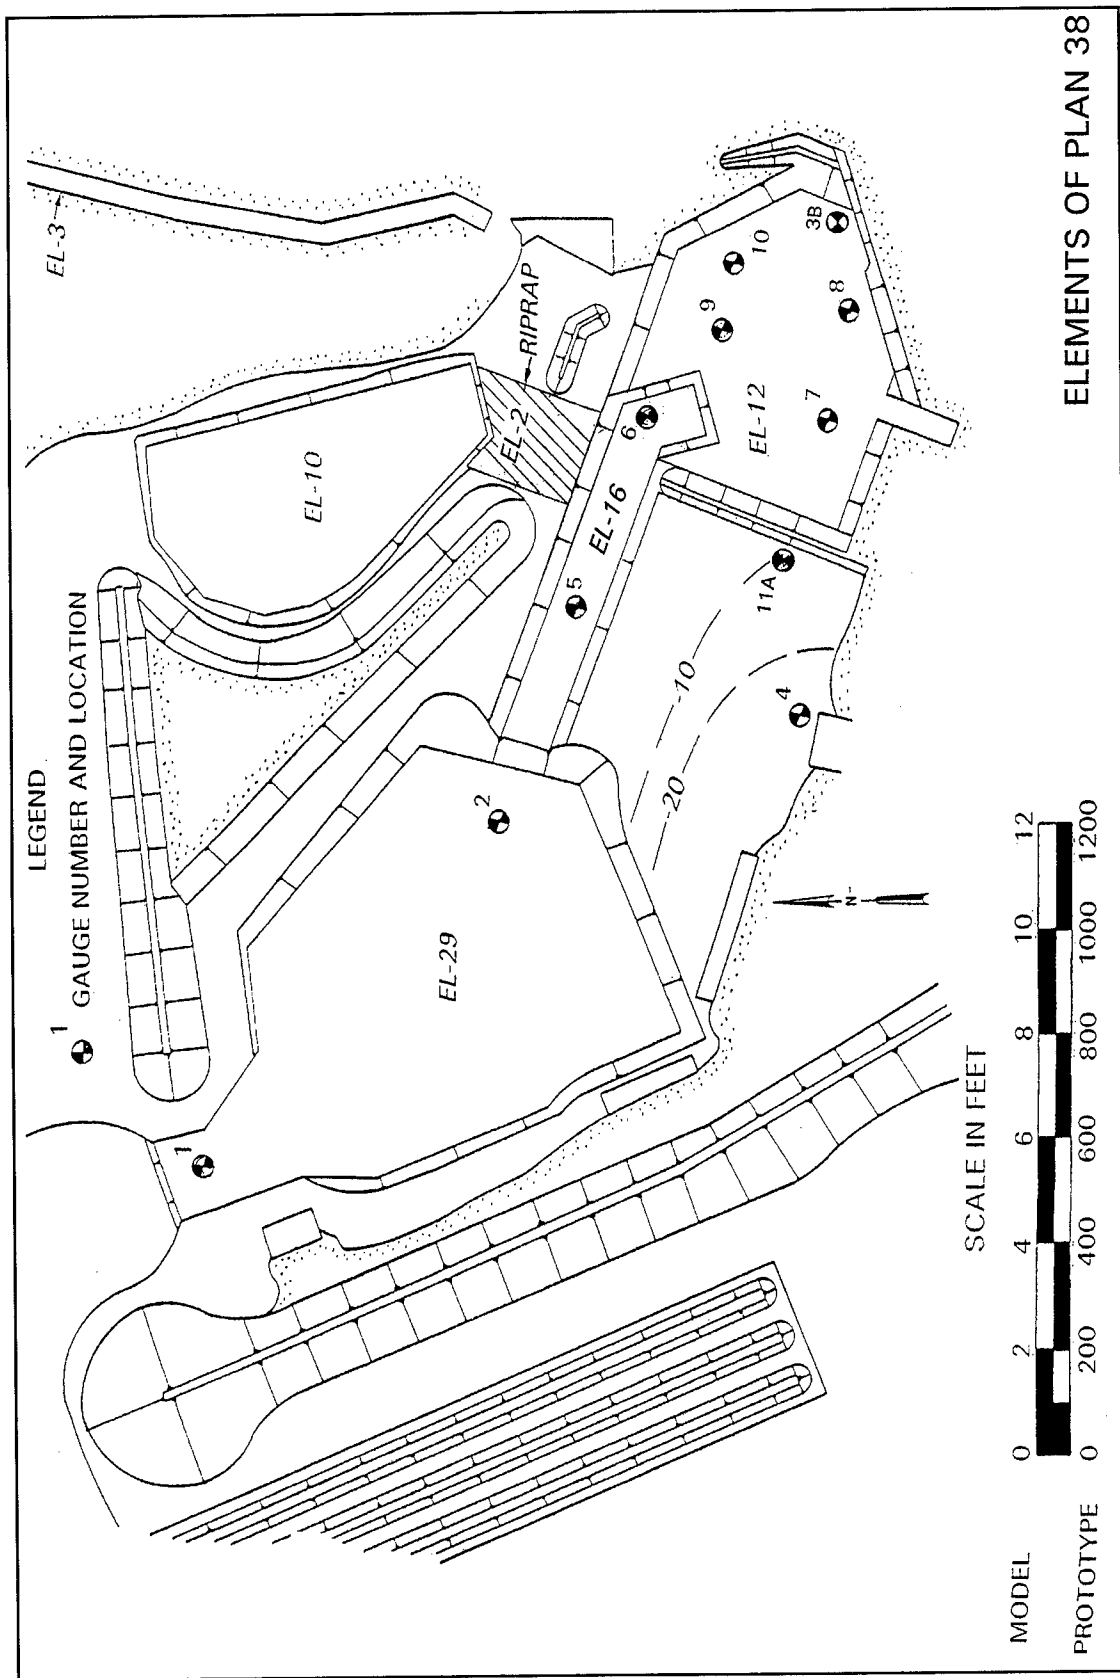 LEGEND
1 GAUGE NUMBER AND LOCATION
EL-3
EL-10
RIPRAP
EL-2
1
EL-29
2
EL-16
5
6
9
10
3B
EL-12
8
7
11A
4
-10
-20
N
SCALE IN FEET
MODEL 0 2 4 6 8 10 12
PROTOTYPE 0 200 400 600 800 1000 1200
ELEMENTS OF PLAN 38